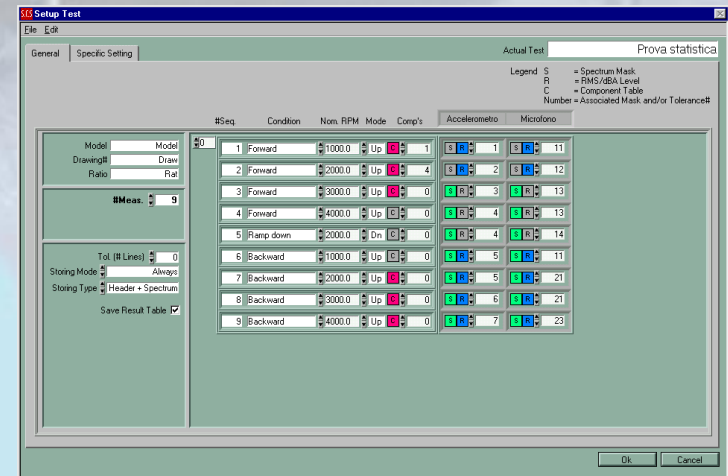 S.C.S Setup Test
File Edit
General Specific Setting
Actual Test Prova statistica
Legend S = Spectrum Mask
R = RMS/dBA Level
C = Component Table
Number = Associated Mask and/or Tolerance#
#Seq. Condition Nom. RPM Mode Comp's Accelerometro Microfono
Model Model
Drawing# Draw
Ratio Rat
#Meas. 9
Tol. (# Lines) 0
Storing Mode Always
Storing Type Header + Spectrum
Save Result Table
0
1 Forward 1000.0 Up C 1 S R 1 S R 11
2 Forward 2000.0 Up C 4 S R 2 S R 12
3 Forward 3000.0 Up C 0 S R 3 S R 13
4 Forward 4000.0 Up C 0 S R 4 S R 13
5 Ramp down 2000.0 Dn C 0 S R 4 S R 14
6 Backward 1000.0 Up C 0 S R 5 S R 11
7 Backward 2000.0 Up C 0 S R 5 S R 21
8 Backward 3000.0 Up C 0 S R 6 S R 21
9 Backward 4000.0 Up C 0 S R 7 S R 23
Ok Cancel